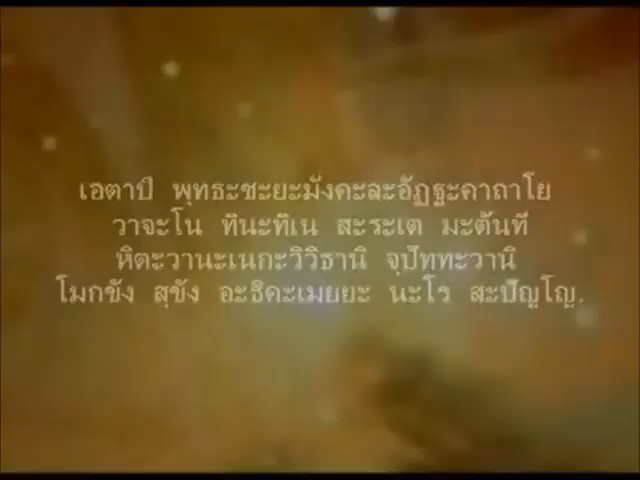 เอตาปิ พุทธะชะยะมังคะละอัฏฐะคาถาโย
วาจะโน ทินะทิเน สะระเต มะตันที
หิตะวานะเนกะวิวิธานิ จุปัททะวานิ
โมกขัง สุขัง อะธิคะเมยยะ นะโร สะปัญโญ.